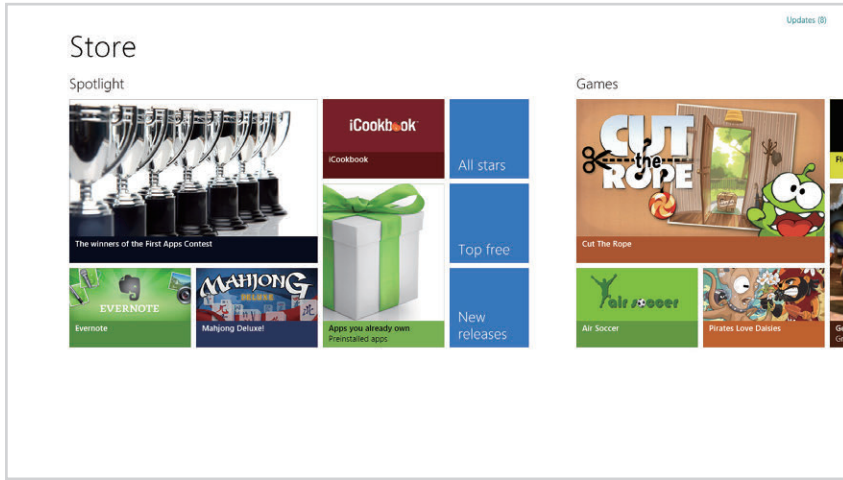 Updates (8)
Store
Spotlight
Games
iCookbook
iCookbook
All stars
The winners of the First Apps Contest
Top free
EVERNOTE
Evernote
MAHJONG
DELUXE
Mahjong Deluxe!
Apps you already own
Preinstalled apps
New
releases
CUT
the
ROPE
Cut The Rope
air soccer
Air Soccer
Pirates Love Daisies